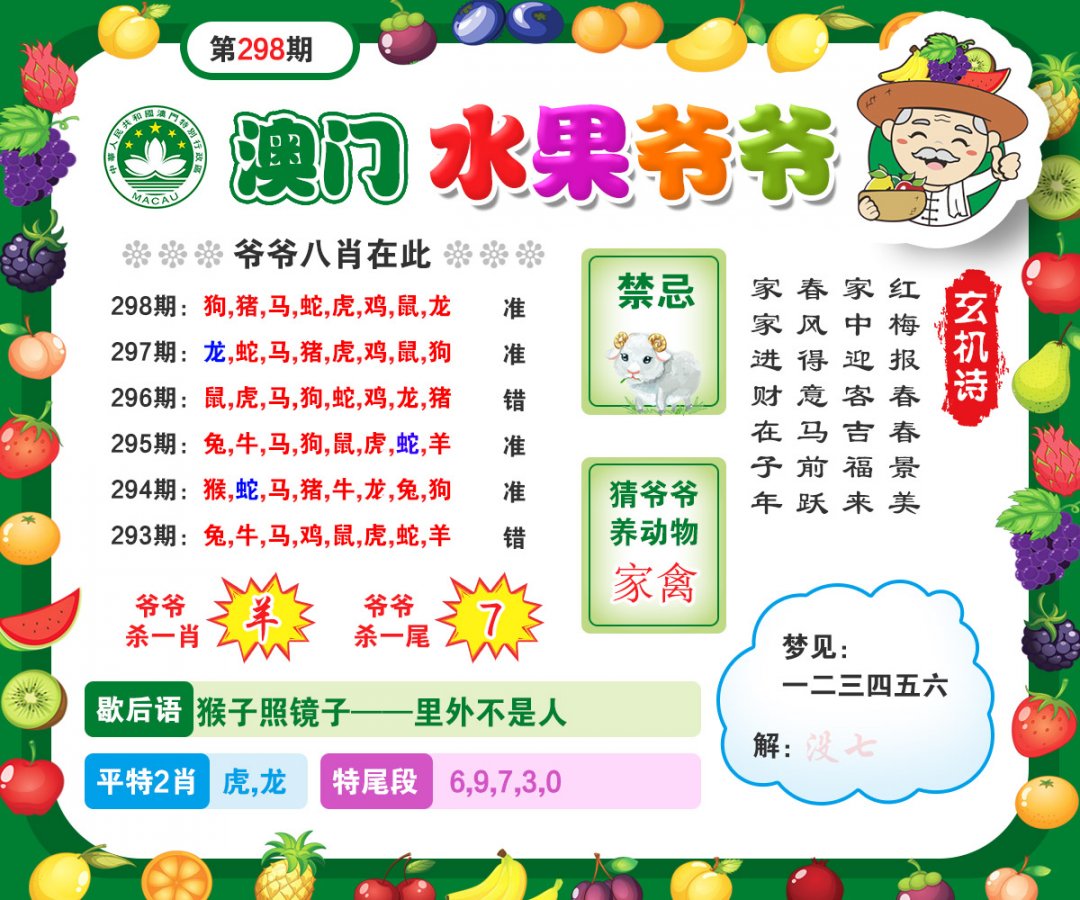 第298期
中華人民共和國澳門特別行政區
MACAU
澳门 水果爷爷
爷爷八肖在此
298期: 狗,猪,马,蛇,虎,鸡,鼠,龙 准
297期: 龙,蛇,马,猪,虎,鸡,鼠,狗 准
296期: 鼠,虎,马,狗,蛇,鸡,龙,猪 错
295期: 兔,牛,马,狗,鼠,虎,蛇,羊 准
294期: 猴,蛇,马,猪,牛,龙,兔,狗 准
293期: 兔,牛,马,鸡,鼠,虎,蛇,羊 错
爷爷
杀一肖
羊
爷爷
杀一尾
7
禁忌
猜爷爷
养动物
家禽
玄机诗
红梅报春春景美
家中迎客吉福来
春风得意马前跃
家家进财在子年
梦见:
一二三四五六
解: 没七
歇后语 猴子照镜子——里外不是人
平特2肖 虎,龙
特尾段 6,9,7,3,0